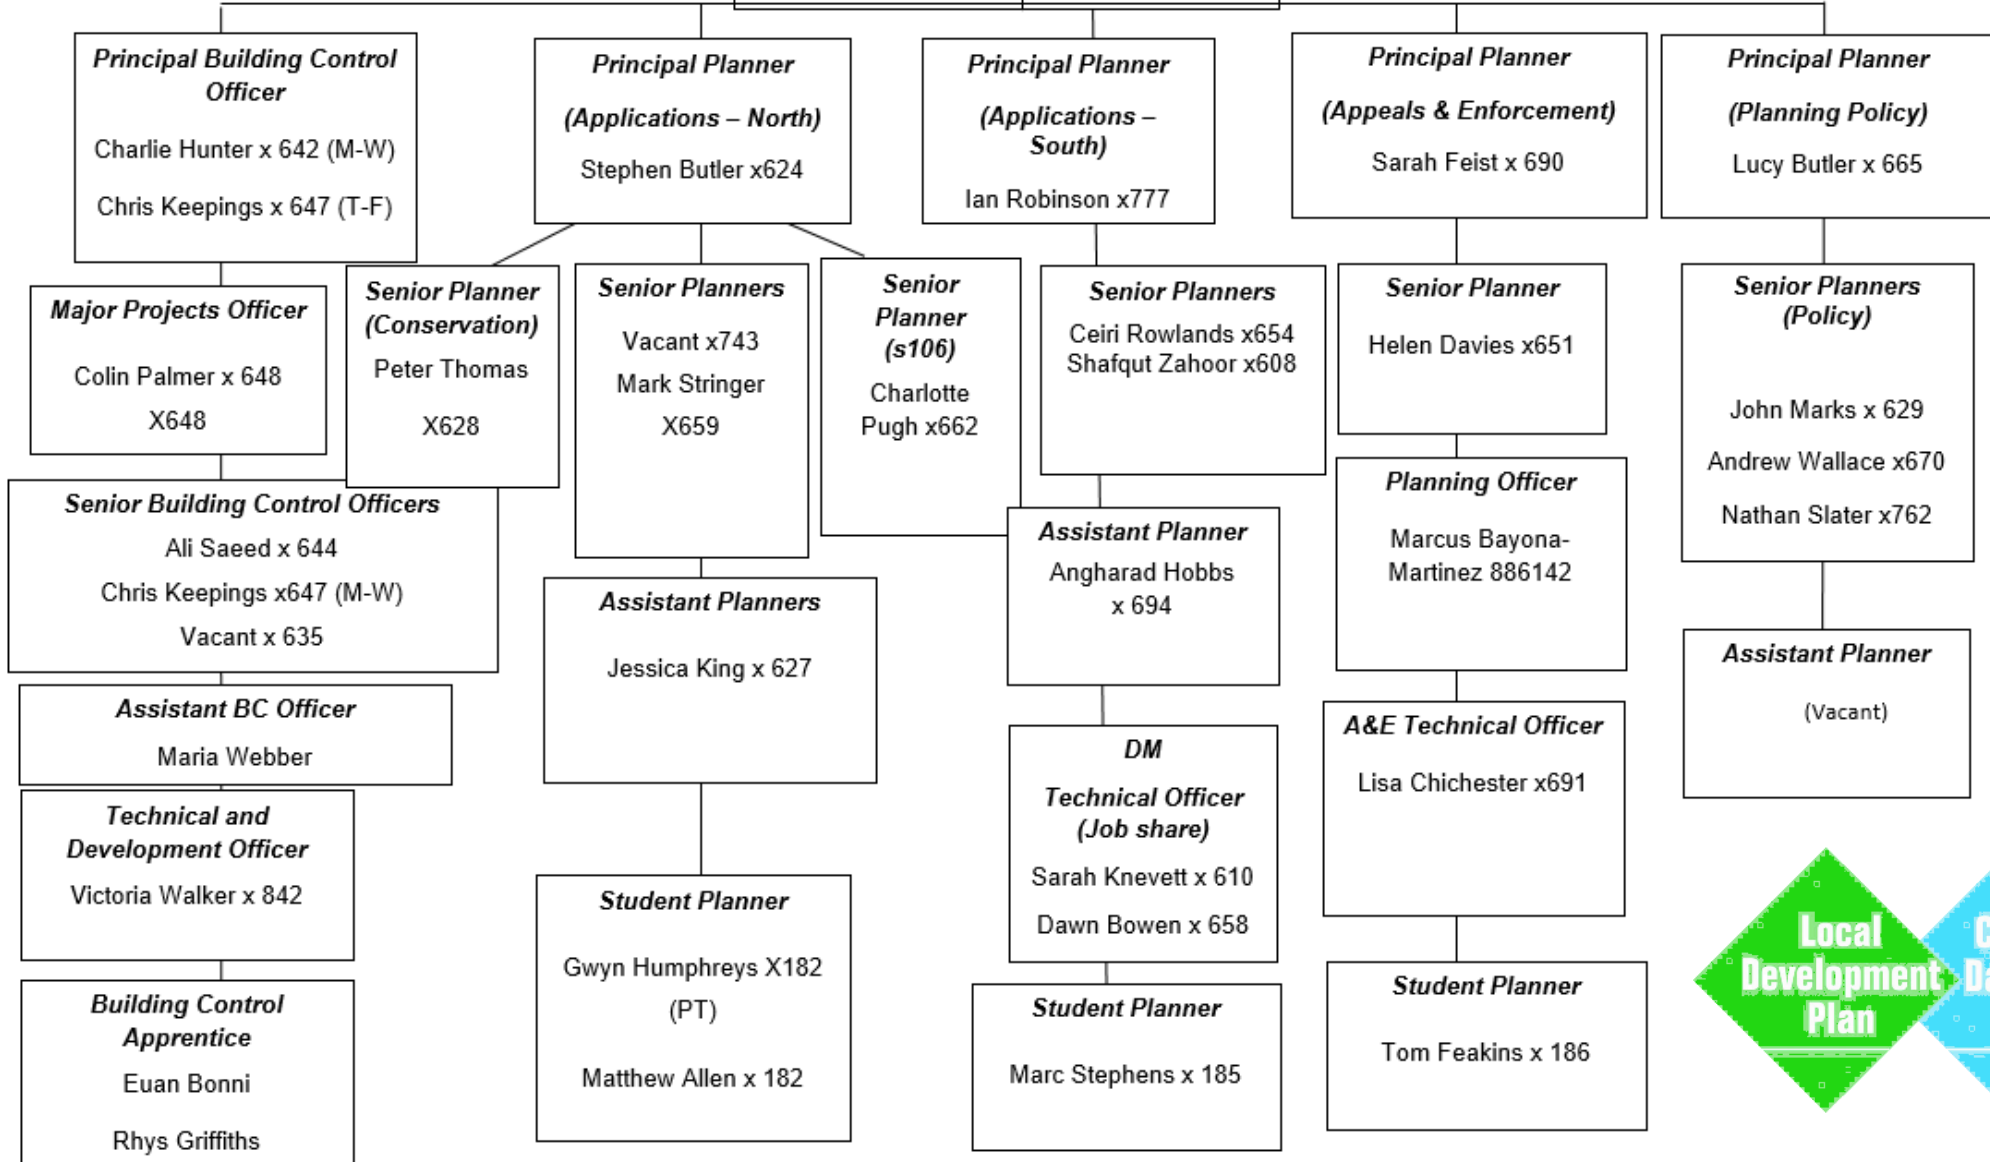 Principal Building Control
Officer
Charlie Hunter x 642 (M-W)
Chris Keepings x 647 (T-F)
Principal Planner
(Applications – North)
Stephen Butler x624
Principal Planner
(Applications –
South)
Ian Robinson x777
Principal Planner
(Appeals & Enforcement)
Sarah Feist x 690
Principal Planner
(Planning Policy)
Lucy Butler x 665
Major Projects Officer
Colin Palmer x 648
X648
Senior Planner
(Conservation)
Peter Thomas
X628
Senior Planners
Vacant x743
Mark Stringer
X659
Senior
Planner
(s106)
Charlotte
Pugh x662
Senior Planners
Ceiri Rowlands x654
Shafqut Zahoor x608
Senior Planner
Helen Davies x651
Senior Planners
(Policy)
John Marks x 629
Andrew Wallace x670
Nathan Slater x762
Senior Building Control Officers
Ali Saeed x 644
Chris Keepings x647 (M-W)
Vacant x 635
Assistant Planners
Jessica King x 627
Assistant Planner
Angharad Hobbs
x 694
Planning Officer
Marcus Bayona-
Martinez 886142
Assistant Planner
(Vacant)
Assistant BC Officer
Maria Webber
Technical and
Development Officer
Victoria Walker x 842
DM
Technical Officer
(Job share)
Sarah Knevett x 610
Dawn Bowen x 658
A&E Technical Officer
Lisa Chichester x691
Building Control
Apprentice
Euan Bonni
Rhys Griffiths
Student Planner
Gwyn Humphreys X182
(PT)
Matthew Allen x 182
Student Planner
Marc Stephens x 185
Student Planner
Tom Feakins x 186
Local
Development
Plan